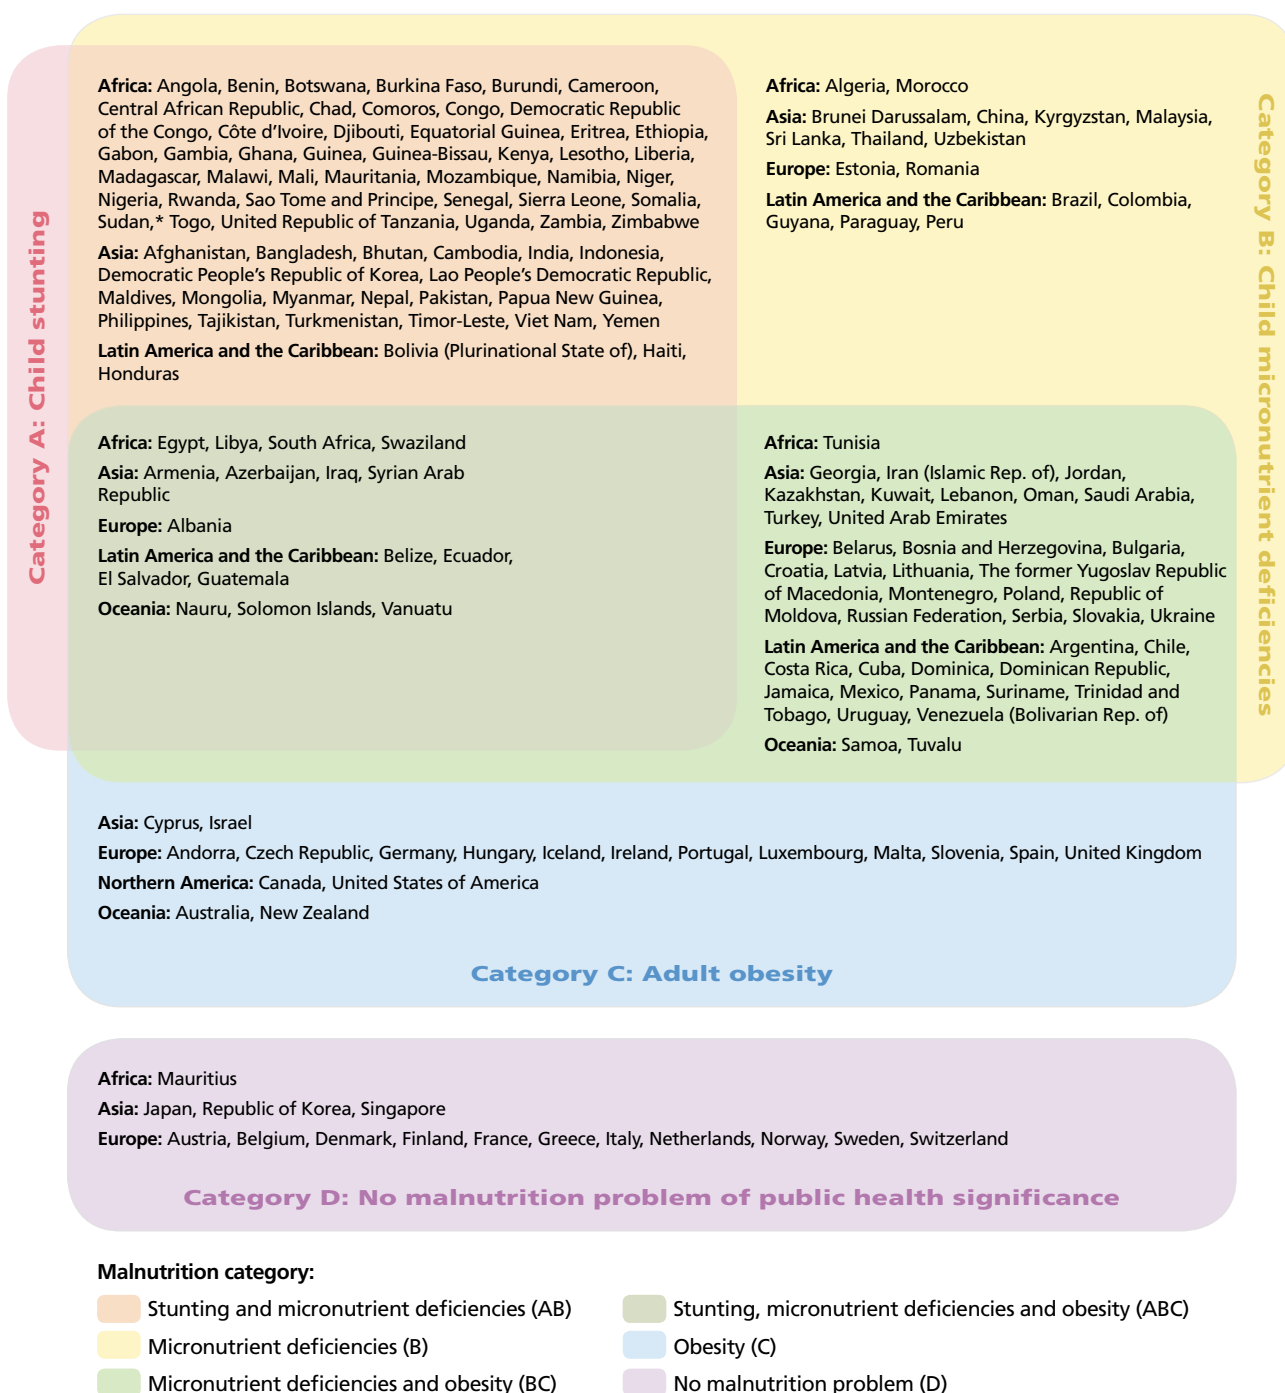 Category A: Child stunting
Africa: Angola, Benin, Botswana, Burkina Faso, Burundi, Cameroon,
Central African Republic, Chad, Comoros, Congo, Democratic Republic
of the Congo, Côte d’Ivoire, Djibouti, Equatorial Guinea, Eritrea, Ethiopia,
Gabon, Gambia, Ghana, Guinea, Guinea-Bissau, Kenya, Lesotho, Liberia,
Madagascar, Malawi, Mali, Mauritania, Mozambique, Namibia, Niger,
Nigeria, Rwanda, Sao Tome and Principe, Senegal, Sierra Leone, Somalia,
Sudan,* Togo, United Republic of Tanzania, Uganda, Zambia, Zimbabwe
Asia: Afghanistan, Bangladesh, Bhutan, Cambodia, India, Indonesia,
Democratic People’s Republic of Korea, Lao People’s Democratic Republic,
Maldives, Mongolia, Myanmar, Nepal, Pakistan, Papua New Guinea,
Philippines, Tajikistan, Turkmenistan, Timor-Leste, Viet Nam, Yemen
Latin America and the Caribbean: Bolivia (Plurinational State of), Haiti,
Honduras
Africa: Algeria, Morocco
Asia: Brunei Darussalam, China, Kyrgyzstan, Malaysia,
Sri Lanka, Thailand, Uzbekistan
Europe: Estonia, Romania
Latin America and the Caribbean: Brazil, Colombia,
Guyana, Paraguay, Peru
Category B: Child micronutrient deficiencies
Africa: Egypt, Libya, South Africa, Swaziland
Asia: Armenia, Azerbaijan, Iraq, Syrian Arab
Republic
Europe: Albania
Latin America and the Caribbean: Belize, Ecuador,
El Salvador, Guatemala
Oceania: Nauru, Solomon Islands, Vanuatu
Africa: Tunisia
Asia: Georgia, Iran (Islamic Rep. of), Jordan,
Kazakhstan, Kuwait, Lebanon, Oman, Saudi Arabia,
Turkey, United Arab Emirates
Europe: Belarus, Bosnia and Herzegovina, Bulgaria,
Croatia, Latvia, Lithuania, The former Yugoslav Republic
of Macedonia, Montenegro, Poland, Republic of
Moldova, Russian Federation, Serbia, Slovakia, Ukraine
Latin America and the Caribbean: Argentina, Chile,
Costa Rica, Cuba, Dominica, Dominican Republic,
Jamaica, Mexico, Panama, Suriname, Trinidad and
Tobago, Uruguay, Venezuela (Bolivarian Rep. of)
Oceania: Samoa, Tuvalu
Asia: Cyprus, Israel
Europe: Andorra, Czech Republic, Germany, Hungary, Iceland, Ireland, Portugal, Luxembourg, Malta, Slovenia, Spain, United Kingdom
Northern America: Canada, United States of America
Oceania: Australia, New Zealand
Category C: Adult obesity
Africa: Mauritius
Asia: Japan, Republic of Korea, Singapore
Europe: Austria, Belgium, Denmark, Finland, France, Greece, Italy, Netherlands, Norway, Sweden, Switzerland
Category D: No malnutrition problem of public health significance
Malnutrition category:
Stunting and micronutrient deficiencies (AB)
Micronutrient deficiencies (B)
Micronutrient deficiencies and obesity (BC)
Stunting, micronutrient deficiencies and obesity (ABC)
Obesity (C)
No malnutrition problem (D)